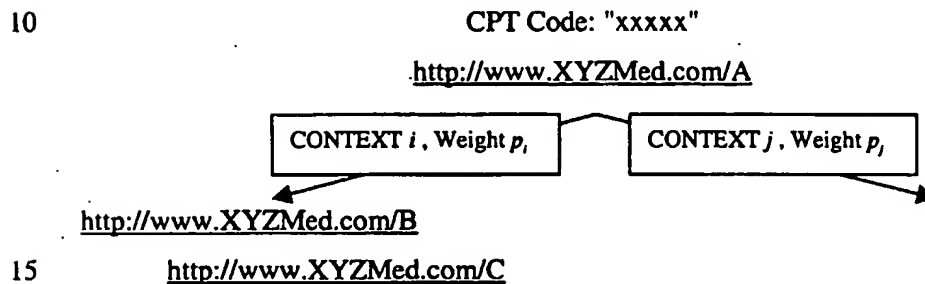 10 CPT Code: "xxxxx"
http://www.XYZMed.com/A
CONTEXT i , Weight pi CONTEXT j , Weight pj
http://www.XYZMed.com/B
15 http://www.XYZMed.com/C